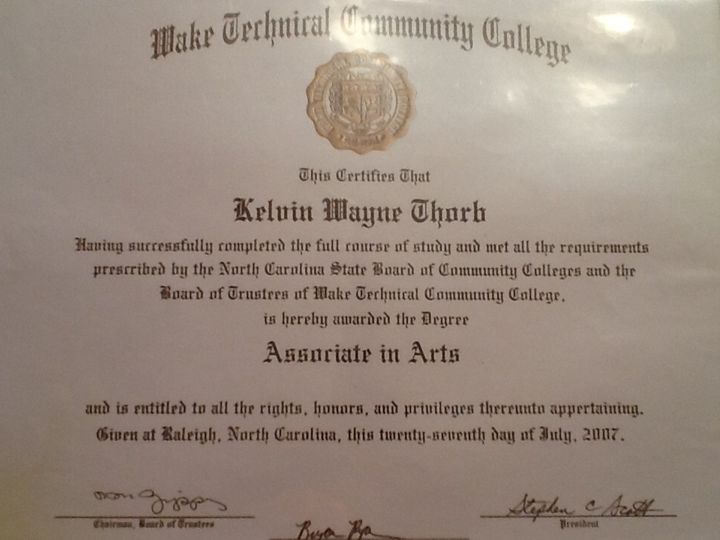 Wake Technical Community College
This Certifies That
Kelvin Wayne Thorb
Having successfully completed the full course of study and met all the requirements
prescribed by the North Carolina State Board of Community Colleges and the
Board of Trustees of Wake Technical Community College,
is hereby awarded the Degree
Associate in Arts
and is entitled to all the rights, honors, and privileges thereunto appertaining.
Given at Raleigh, North Carolina, this twenty-seventh day of July, 2007.
Stephen C Scott
Chairman, Board of Trustees
President